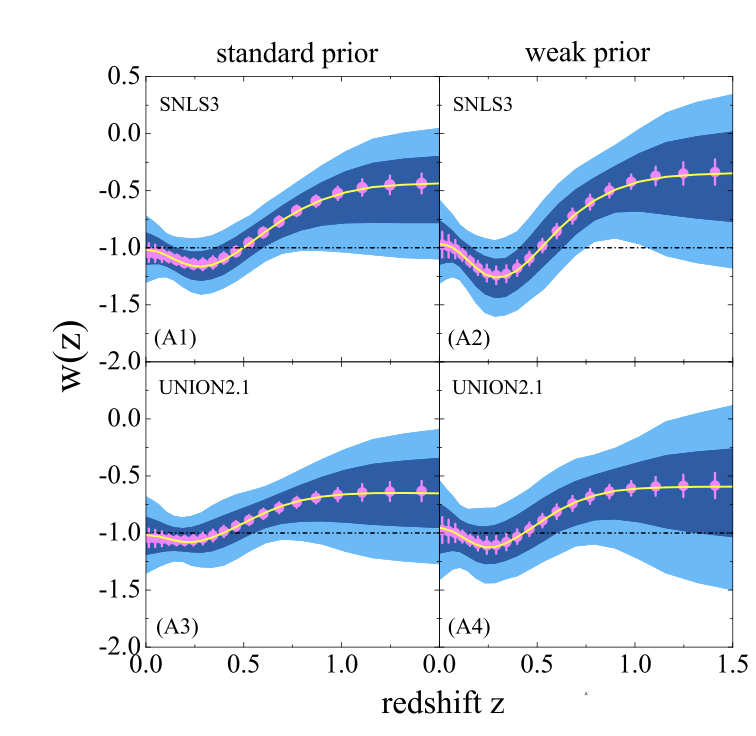 standard prior weak prior
0.5
SNLS3 SNLS3
0.0
-0.5
-1.0
-1.5
(A1) (A2)
-2.0
UNION2.1 UNION2.1
0.0
-0.5
-1.0
-1.5
(A3) (A4)
-2.0
w(z)
0.0 0.5 1.0 0.0 0.5 1.0 1.5
redshift z